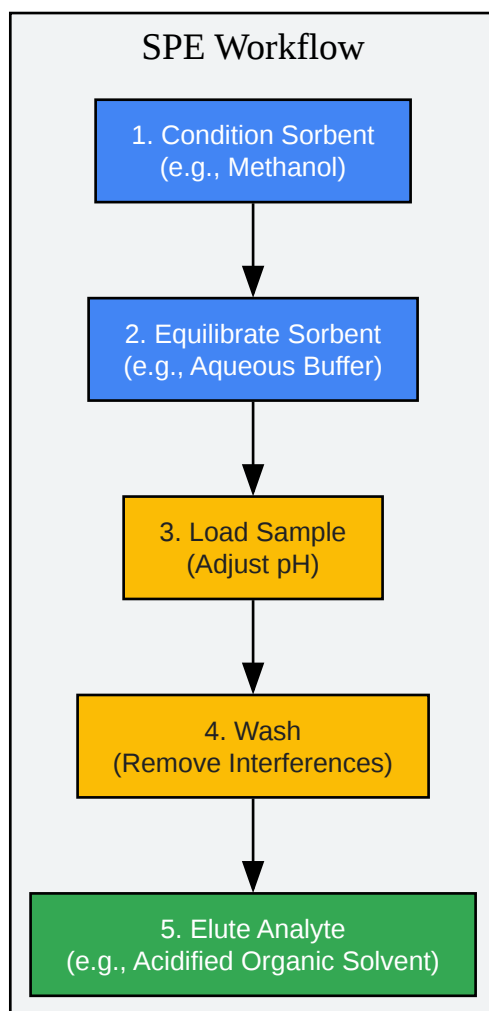 SPE Workflow
1. Condition Sorbent
(e.g., Methanol)
2. Equilibrate Sorbent
(e.g., Aqueous Buffer)
3. Load Sample
(Adjust pH)
4. Wash
(Remove Interferences)
5. Elute Analyte
(e.g., Acidified Organic Solvent)